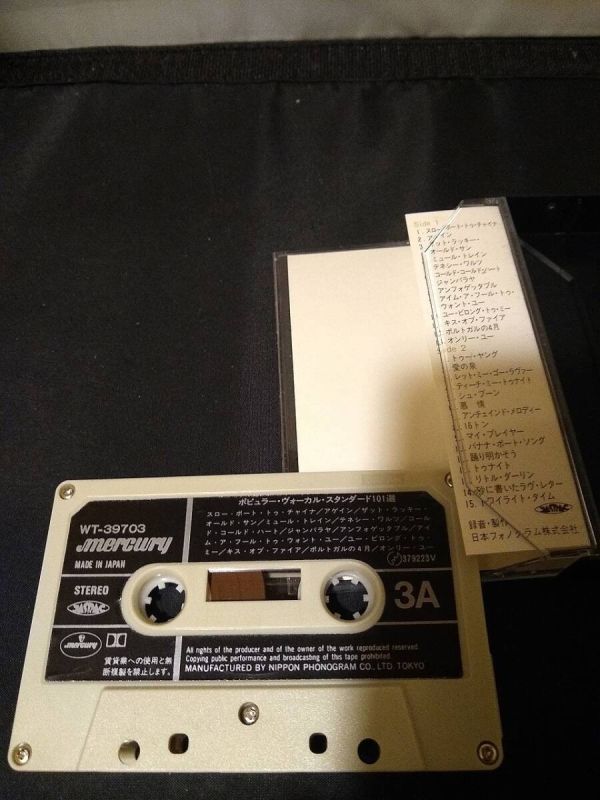 Side 1
1. スロー・ボート・トゥ・チャイナ
2. アゲイン
3. ザット・ラッキー・
オールド・サン
ミュール・トレイン
テネシー・ワルツ
コールド・コールド・ハート
ジャンバラヤ
アンフォゲッタブル
アイム・ア・フール・トゥ・
ウォント・ユー
ユー・ビロング・トゥ・ミー
キス・オブ・ファイア
ポルトガルの4月
オンリー・ユー
Side 2
トゥー・ヤング
愛の泉
レット・ミー・ゴー・ラヴァー
ティーチ・ミー・トゥナイト
シュ・ブーン
慕情
アンチェインド・メロディー
16トン
マイ・プレイヤー
バナナ・ボート・ソング
踊り明かそう
トゥナイト
リトル・ダーリン
14. 砂に書いたラヴ・レター
15. トワイライト・タイム
録音・製作
日本フォノグラム株式会社
ポピュラー・ヴォーカル・スタンダード101選
WT-39703
mercury
MADE IN JAPAN
スロー・ボート・トゥ・チャイナ/アゲイン/ザット・ラッキー・
オールド・サン/ミュール・トレイン/テネシー・ワルツ/コール
ド・コールド・ハート/ジャンバラヤ/アンフォゲッタブル/アイ
ム・ア・フール・トゥ・ウォント・ユー/ユー・ビロング・トゥ・
ミー/キス・オブ・ファイア/ポルトガルの4月/オンリー・ユー
379223V
STEREO
3A
mercury
賃貸業への使用と無
断複製を禁止します。
All rights of the producer and of the owner of the work reproduced reserved.
Copying public performance and broadcasting of this tape prohibited.
MANUFACTURED BY NIPPON PHONOGRAM CO., LTD. TOKYO